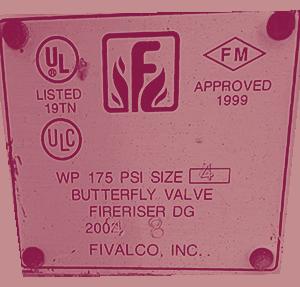 UL
LISTED
19TN
ULC
F
FM
APPROVED
1999
WP 175 PSI SIZE 4
BUTTERFLY VALVE
FIRERISER DG
2004 8
FIVALCO, INC.